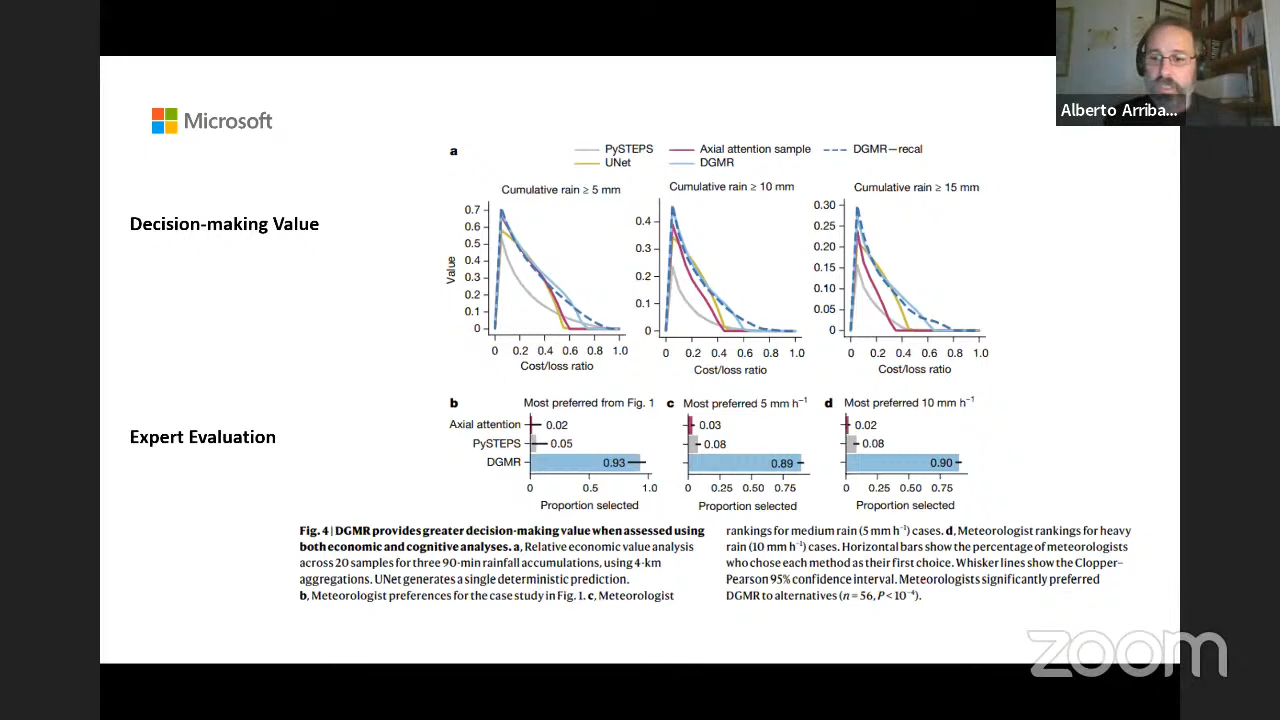 Alberto Arriba...
Microsoft
Decision-making Value
Expert Evaluation
a
PySTEPS
Axial attention sample
DGMR—recal
UNet
DGMR
Cumulative rain ≥ 5 mm
Cumulative rain ≥ 10 mm
Cumulative rain ≥ 15 mm
Value
0.7
0.6
0.5
0.4
0.3
0.2
0.1
0
0 0.2 0.4 0.6 0.8 1.0
Cost/loss ratio
0.4
0.3
0.2
0.1
0
0 0.2 0.4 0.6 0.8 1.0
Cost/loss ratio
0.30
0.25
0.20
0.15
0.10
0.05
0
0 0.2 0.4 0.6 0.8 1.0
Cost/loss ratio
b Most preferred from Fig. 1
Axial attention 0.02
PySTEPS 0.05
DGMR 0.93
0 0.5 1.0
Proportion selected
c Most preferred 5 mm h⁻¹
0.03
0.08
0.89
0 0.25 0.50 0.75
Proportion selected
d Most preferred 10 mm h⁻¹
0.02
0.08
0.90
0 0.25 0.50 0.75
Proportion selected
Fig. 4 | DGMR provides greater decision-making value when assessed using
both economic and cognitive analyses. a, Relative economic value analysis
across 20 samples for three 90-min rainfall accumulations, using 4-km
aggregations. UNet generates a single deterministic prediction.
b, Meteorologist preferences for the case study in Fig. 1. c, Meteorologist
rankings for medium rain (5 mm h⁻¹) cases. d, Meteorologist rankings for heavy
rain (10 mm h⁻¹) cases. Horizontal bars show the percentage of meteorologists
who chose each method as their first choice. Whisker lines show the Clopper–
Pearson 95% confidence interval. Meteorologists significantly preferred
DGMR to alternatives (n = 56, P < 10⁻⁴).
zoom